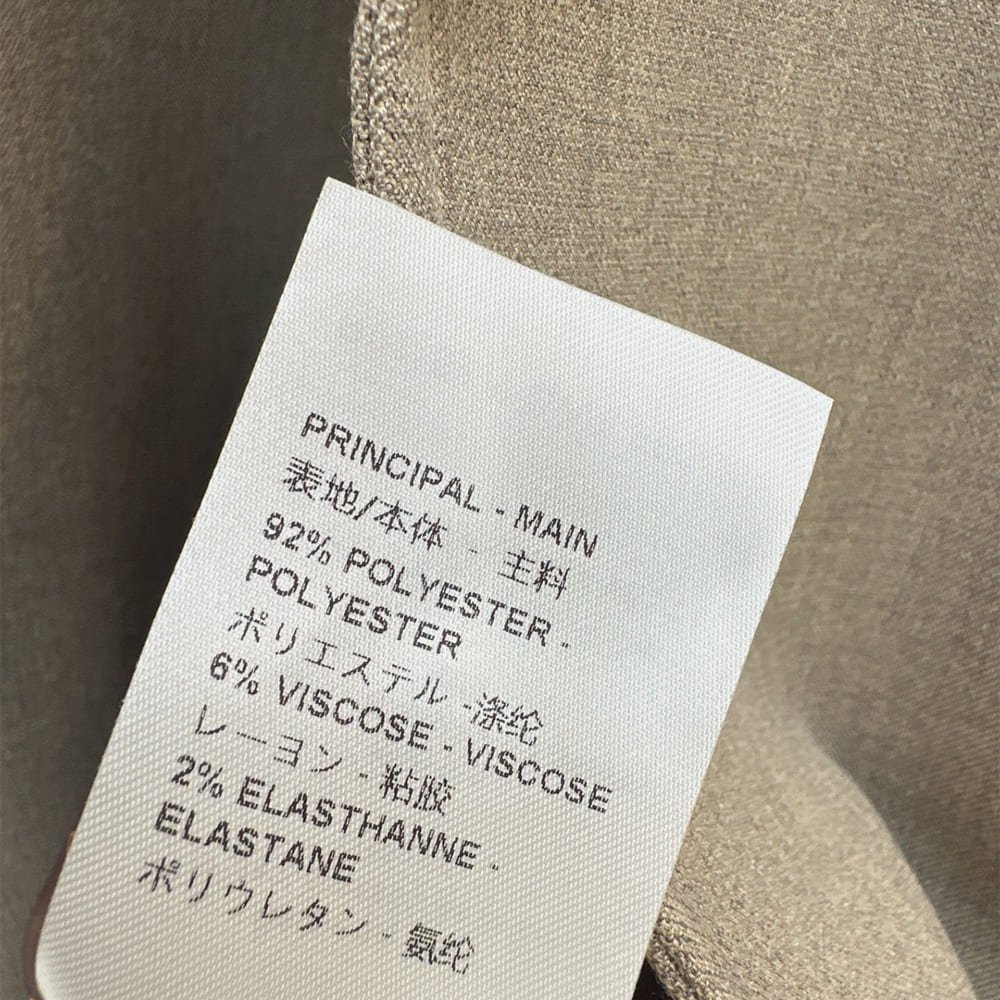 PRINCIPAL - MAIN
表地/本体 - 主料
92% POLYESTER -
POLYESTER
ポリエステル -涤纶
6% VISCOSE - VISCOSE
レーヨン - 粘胶
2% ELASTHANNE -
ELASTANE
ポリウレタン - 氨纶